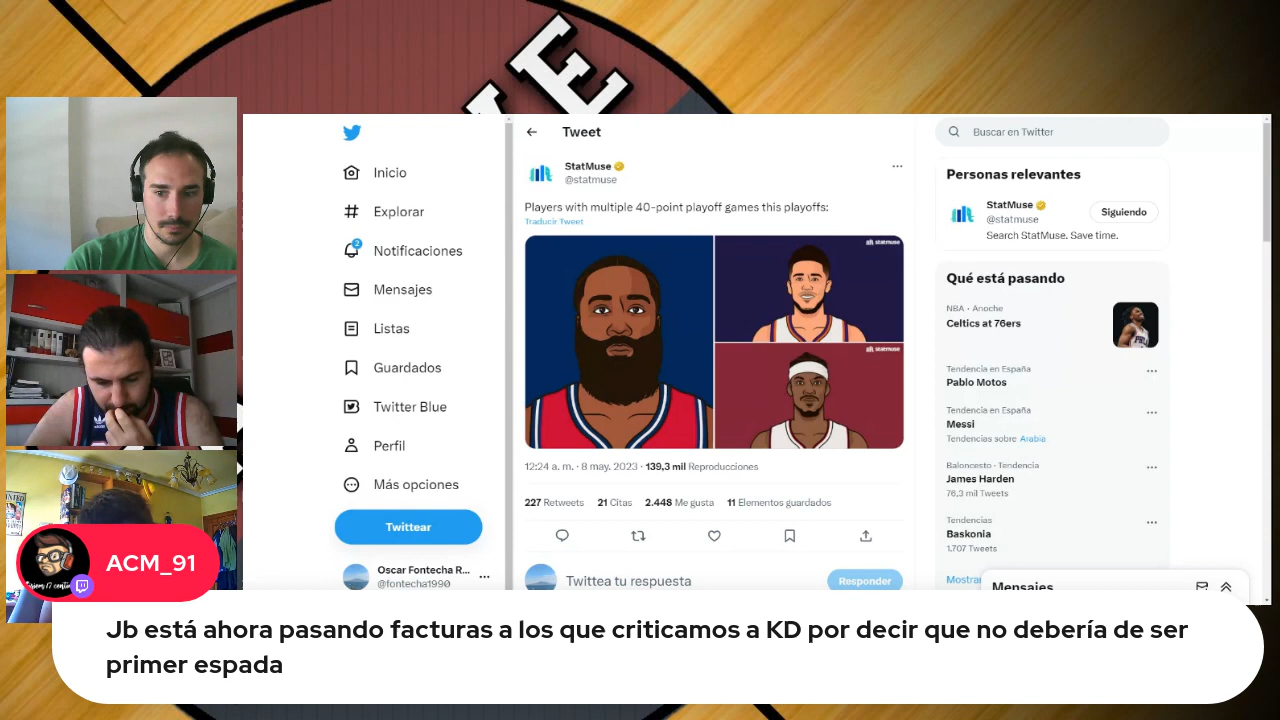 VE
Tweet
Buscar en Twitter
Inicio
Explorar
2
Notificaciones
Mensajes
Listas
Guardados
Twitter Blue
Perfil
Más opciones
Twittear
Oscar Fontecha R...
@fontecha1990
StatMuse
@statmuse
Players with multiple 40-point playoff games this playoffs:
Traducir Tweet
statmuse
statmuse
12:24 a. m. · 8 may. 2023 · 139,3 mil Reproducciones
227 Retweets 21 Citas 2.448 Me gusta 11 Elementos guardados
Twittea tu respuesta
Responder
Personas relevantes
StatMuse
@statmuse
Siguiendo
Search StatMuse. Save time.
Qué está pasando
NBA · Anoche
Celtics at 76ers
Tendencia en España
Pablo Motos
Tendencia en España
Messi
Tendencias sobre Arabia
Baloncesto · Tendencia
James Harden
76,3 mil Tweets
Tendencias
Baskonia
1.707 Tweets
Mostrar
Mensajes
WANTED
ACM_91
Jb está ahora pasando facturas a los que criticamos a KD por decir que no debería de ser
primer espada